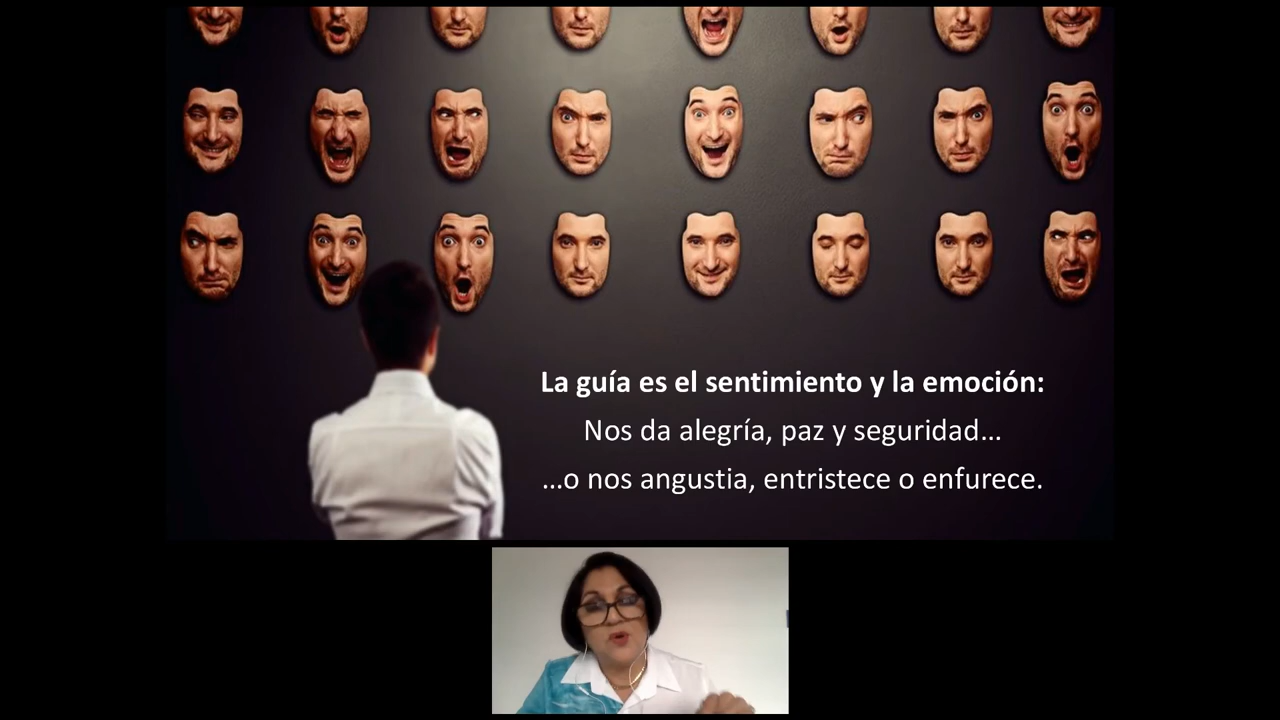 La guía es el sentimiento y la emoción:
Nos da alegría, paz y seguridad...
...o nos angustia, entristece o enfurece.